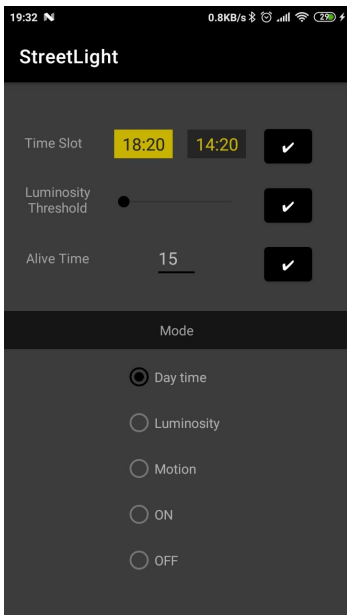 19:32 0.8KB/s 29
StreetLight
Time Slot 18:20 14:20 ✔
Luminosity
Threshold ✔
Alive Time 15 ✔
Mode
Day time
Luminosity
Motion
ON
OFF